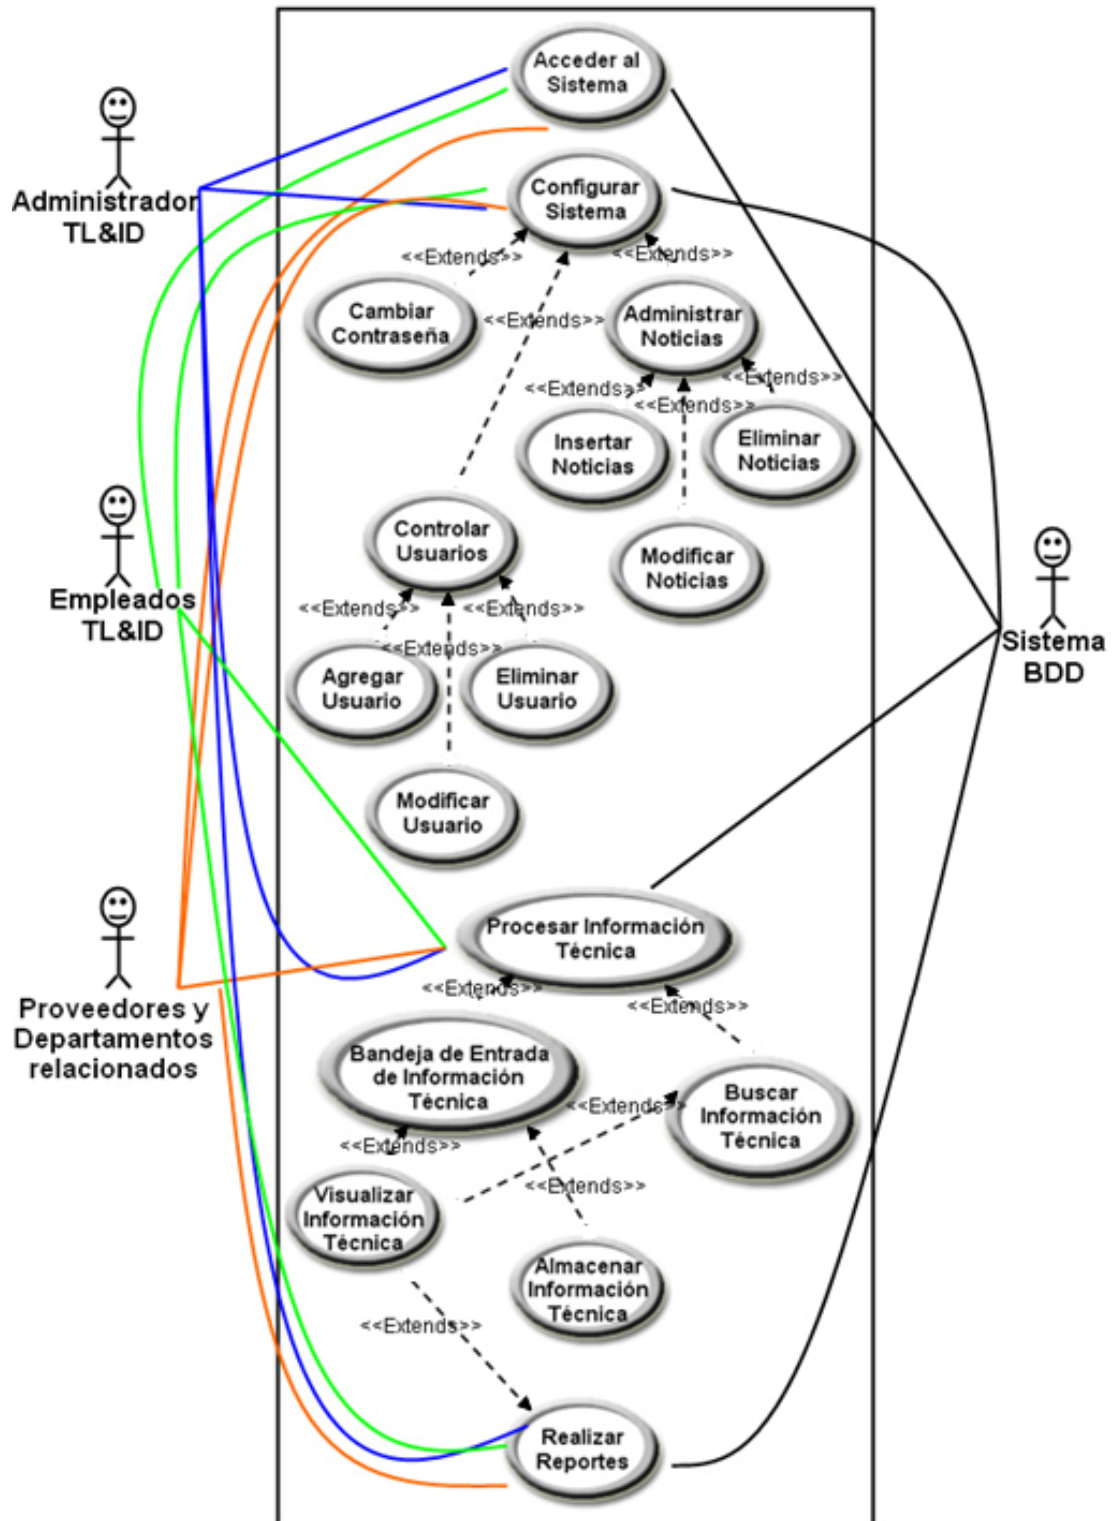 Acceder al
Sistema
Administrador
TL&ID
Configurar
Sistema
<<Extends>>
<<Extends>>
Cambiar
Contraseña
<<Extends>>
Administrar
Noticias
<<Extends>>
<<Extends>>
<<Extends>>
Insertar
Noticias
Eliminar
Noticias
Controlar
Usuarios
Modificar
Noticias
Empleados
TL&ID
Sistema
BDD
<<Extends>>
<<Extends>>
<<Extends>>
Agregar
Usuario
Eliminar
Usuario
Modificar
Usuario
Procesar Información
Técnica
Proveedores y
Departamentos
relacionados
<<Extends>>
<<Extends>>
Bandeja de Entrada
de Información
Técnica
Buscar
Información
Técnica
<<Extends>>
<<Extends>>
<<Extends>>
Visualizar
Información
Técnica
Almacenar
Información
Técnica
<<Extends>>
Realizar
Reportes